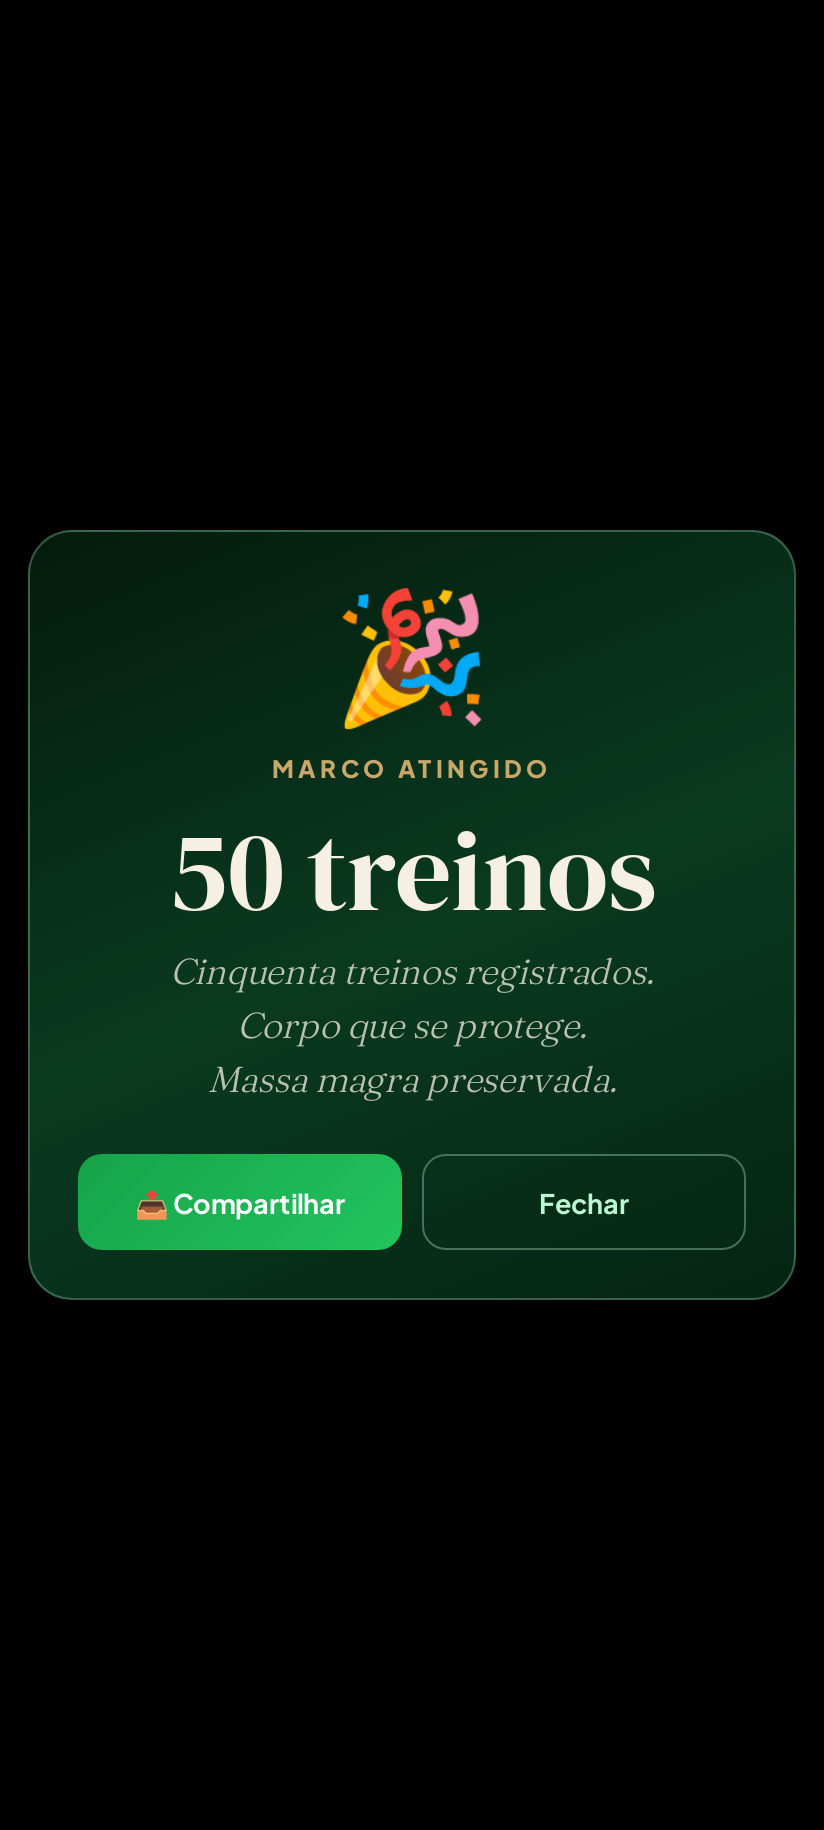 MARCO ATINGIDO
50 treinos
Cinquenta treinos registrados.
Corpo que se protege.
Massa magra preservada.
📤 Compartilhar
Fechar